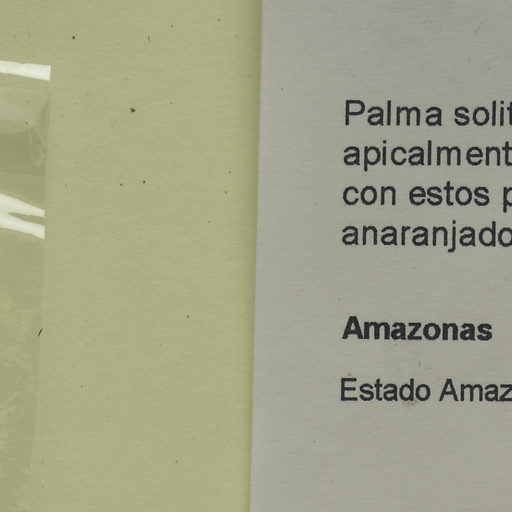 Palma solit
apicalment
con estos p
anaranjado
Amazonas
Estado Amaz